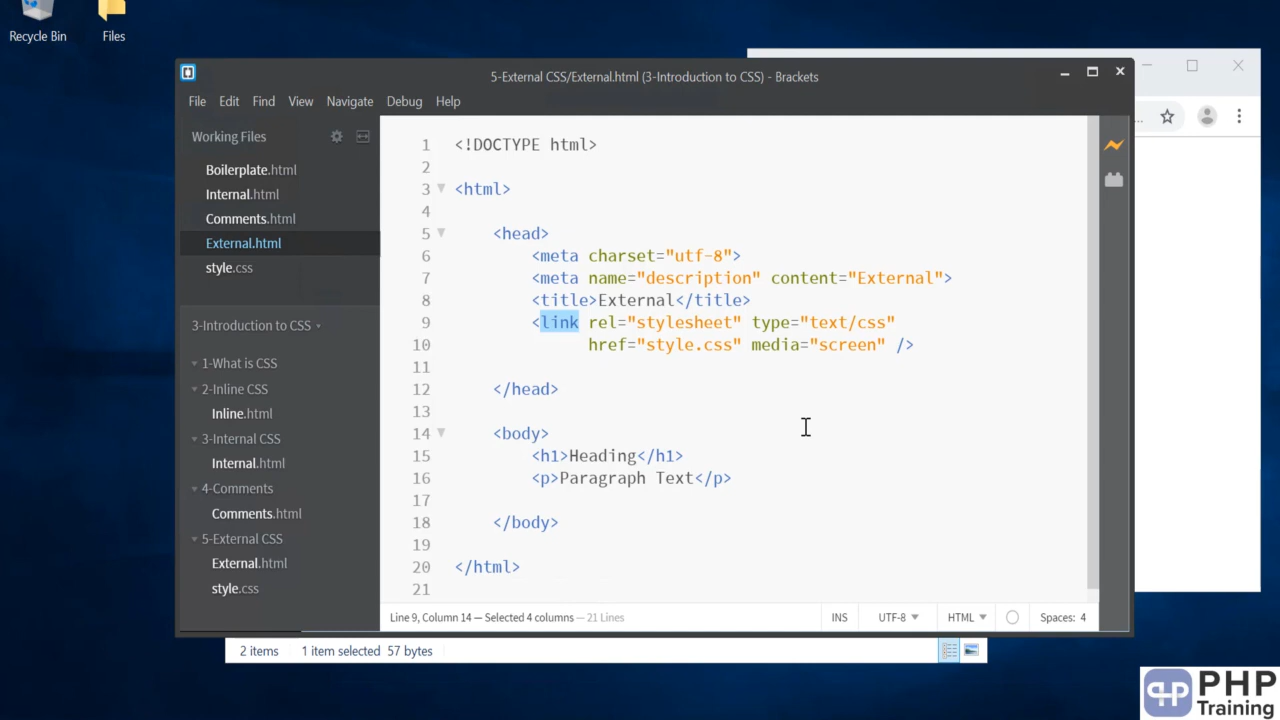 Recycle Bin
Files
5-External CSS/External.html (3-Introduction to CSS) - Brackets
File Edit Find View Navigate Debug Help
Working Files
Boilerplate.html
Internal.html
Comments.html
External.html
style.css
3-Introduction to CSS
1-What is CSS
2-Inline CSS
Inline.html
3-Internal CSS
Internal.html
4-Comments
Comments.html
5-External CSS
External.html
style.css
1 <!DOCTYPE html>
2
3 <html>
4
5 <head>
6 <meta charset="utf-8">
7 <meta name="description" content="External">
8 <title>External</title>
9 <link rel="stylesheet" type="text/css"
10 href="style.css" media="screen" />
11
12 </head>
13
14 <body>
15 <h1>Heading</h1>
16 <p>Paragraph Text</p>
17
18 </body>
19
20 </html>
21
Line 9, Column 14 — Selected 4 columns — 21 Lines
INS UTF-8 HTML Spaces: 4
2 items 1 item selected 57 bytes
PHP
Training